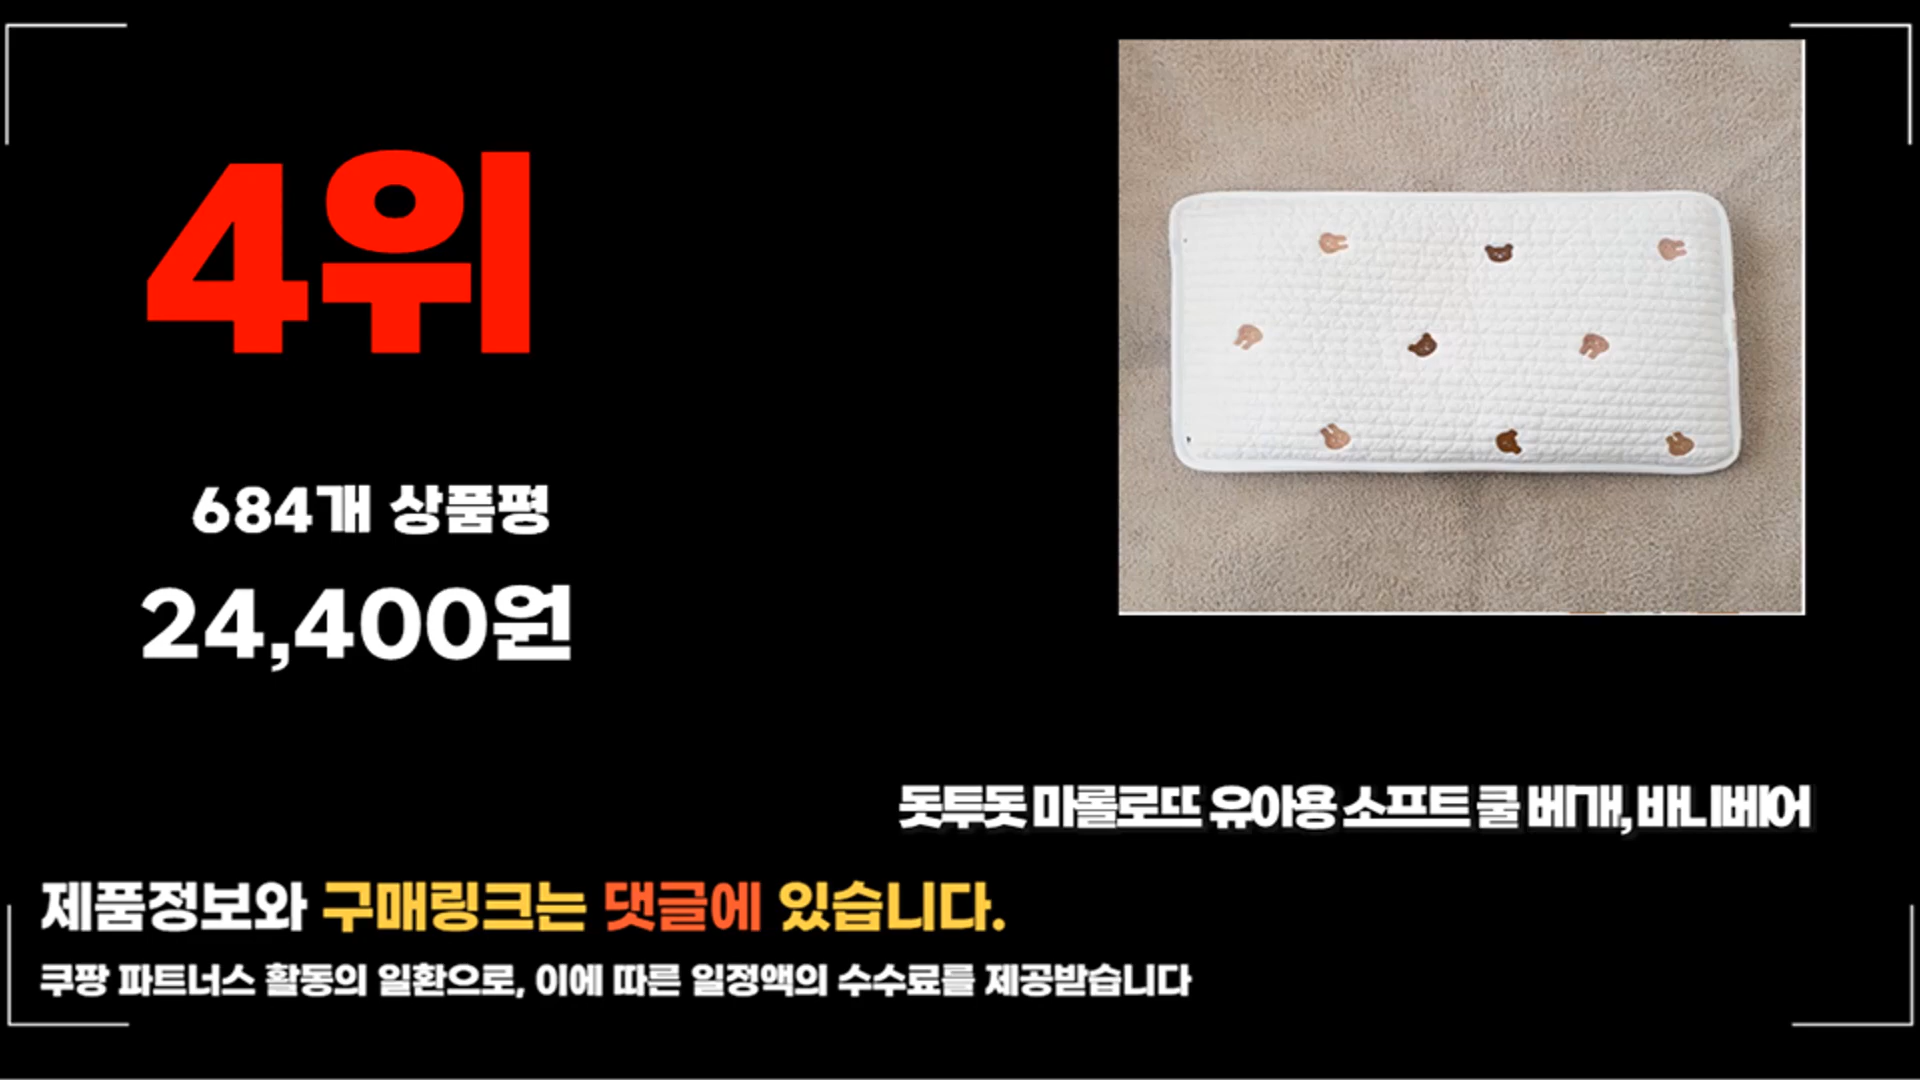 4위
684개 상품평
24,400원
돗투돗 마롤로뜨 유아용 소프트 쿨 베개, 바니베어
제품정보와 구매링크는 댓글에 있습니다.
쿠팡 파트너스 활동의 일환으로, 이에 따른 일정액의 수수료를 제공받습니다